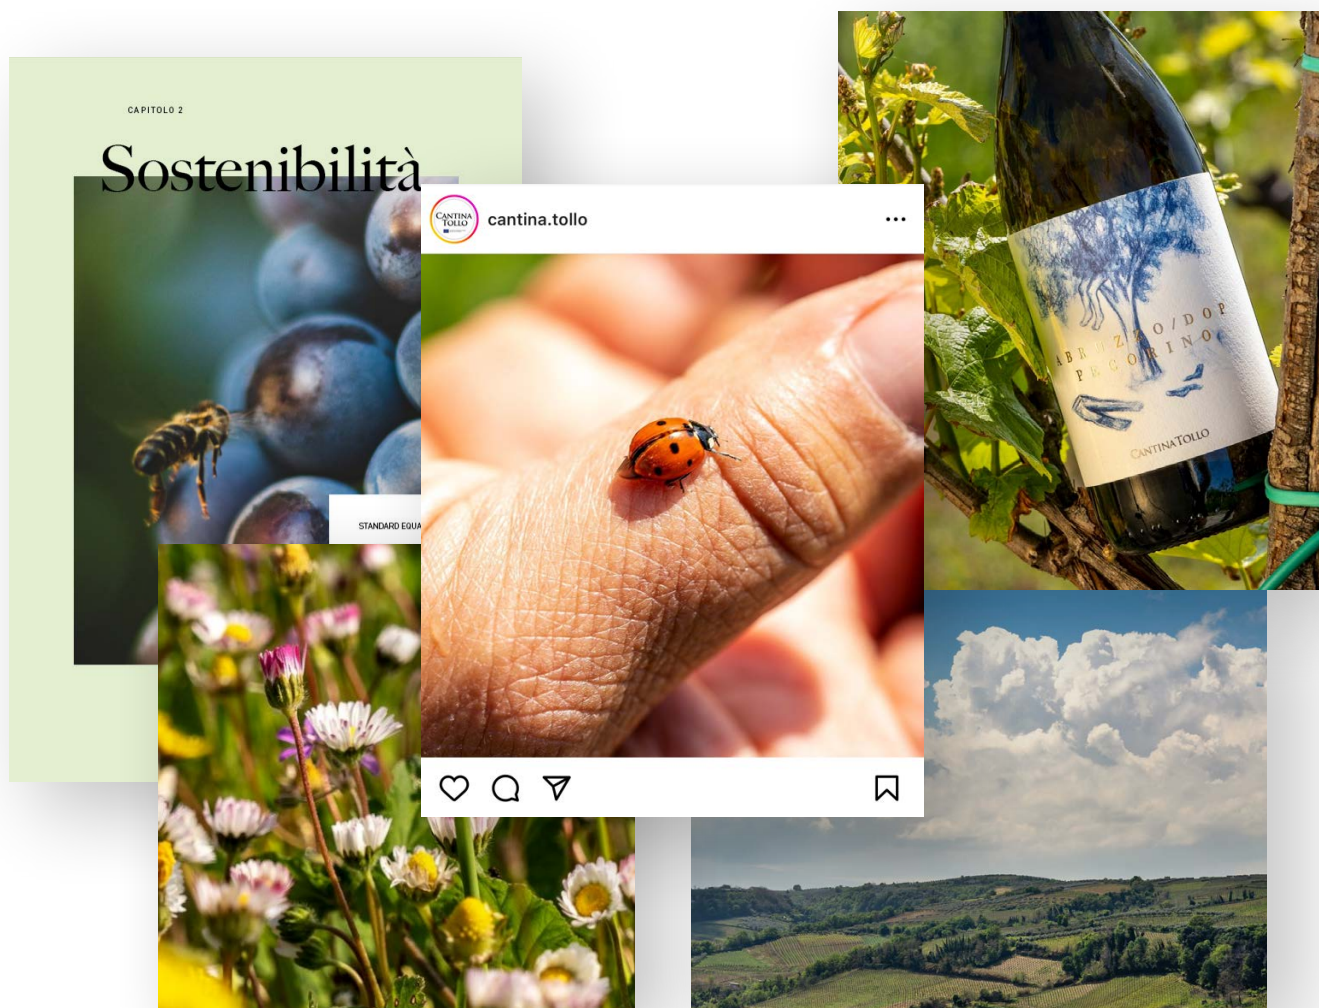 CAPITOLO 2
Sostenibilità
STANDARD EQUA
CANTINA
TOLLO
cantina.tollo
ABRUZZO/DOP
PECORINO
CANTINA TOLLO